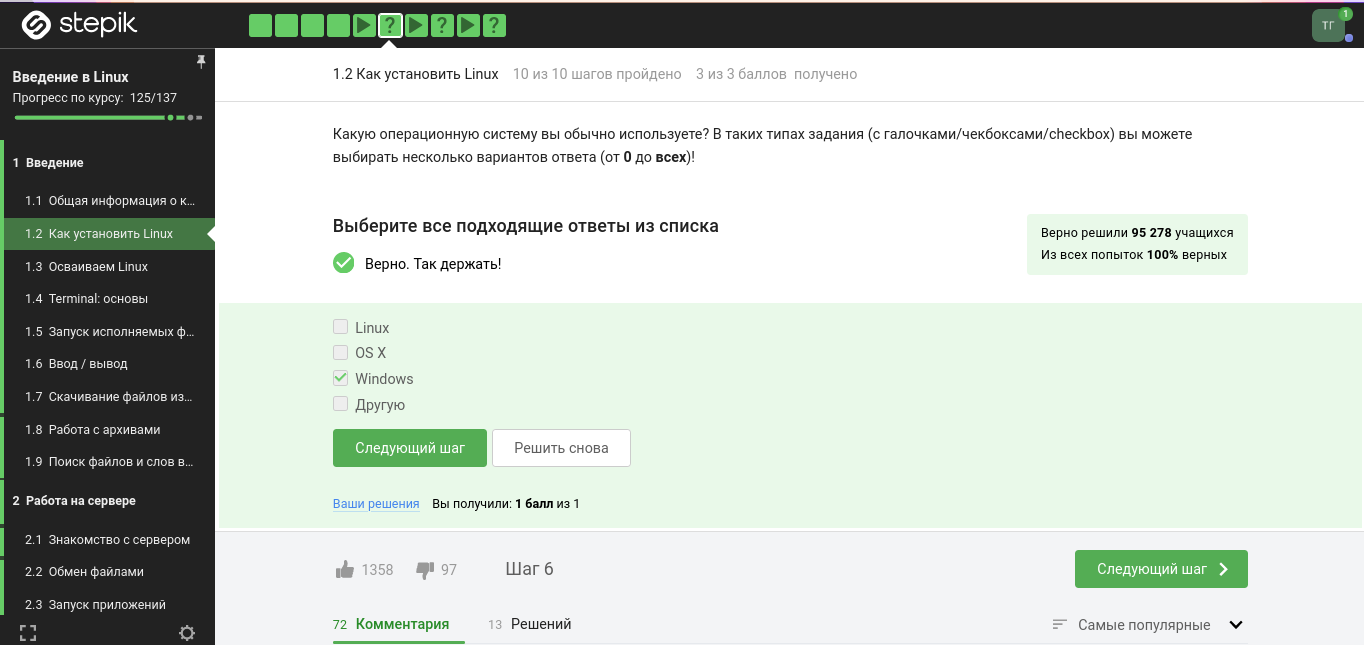 stepik
?
?
?
ТГ
1
Введение в Linux
Прогресс по курсу: 125/137
1 Введение
1.1 Общая информация о к...
1.2 Как установить Linux
1.3 Осваиваем Linux
1.4 Terminal: основы
1.5 Запуск исполняемых ф...
1.6 Ввод / вывод
1.7 Скачивание файлов из...
1.8 Работа с архивами
1.9 Поиск файлов и слов в...
2 Работа на сервере
2.1 Знакомство с сервером
2.2 Обмен файлами
2.3 Запуск приложений
1.2 Как установить Linux 10 из 10 шагов пройдено 3 из 3 баллов получено
Какую операционную систему вы обычно используете? В таких типах задания (с галочками/чекбоксами/checkbox) вы можете
выбирать несколько вариантов ответа (от 0 до всех)!
Выберите все подходящие ответы из списка
Верно. Так держать!
Верно решили 95 278 учащихся
Из всех попыток 100% верных
Linux
OS X
Windows
Другую
Следующий шаг
Решить снова
Ваши решения Вы получили: 1 балл из 1
1358
97
Шаг 6
Следующий шаг
72 Комментария
13 Решений
Самые популярные